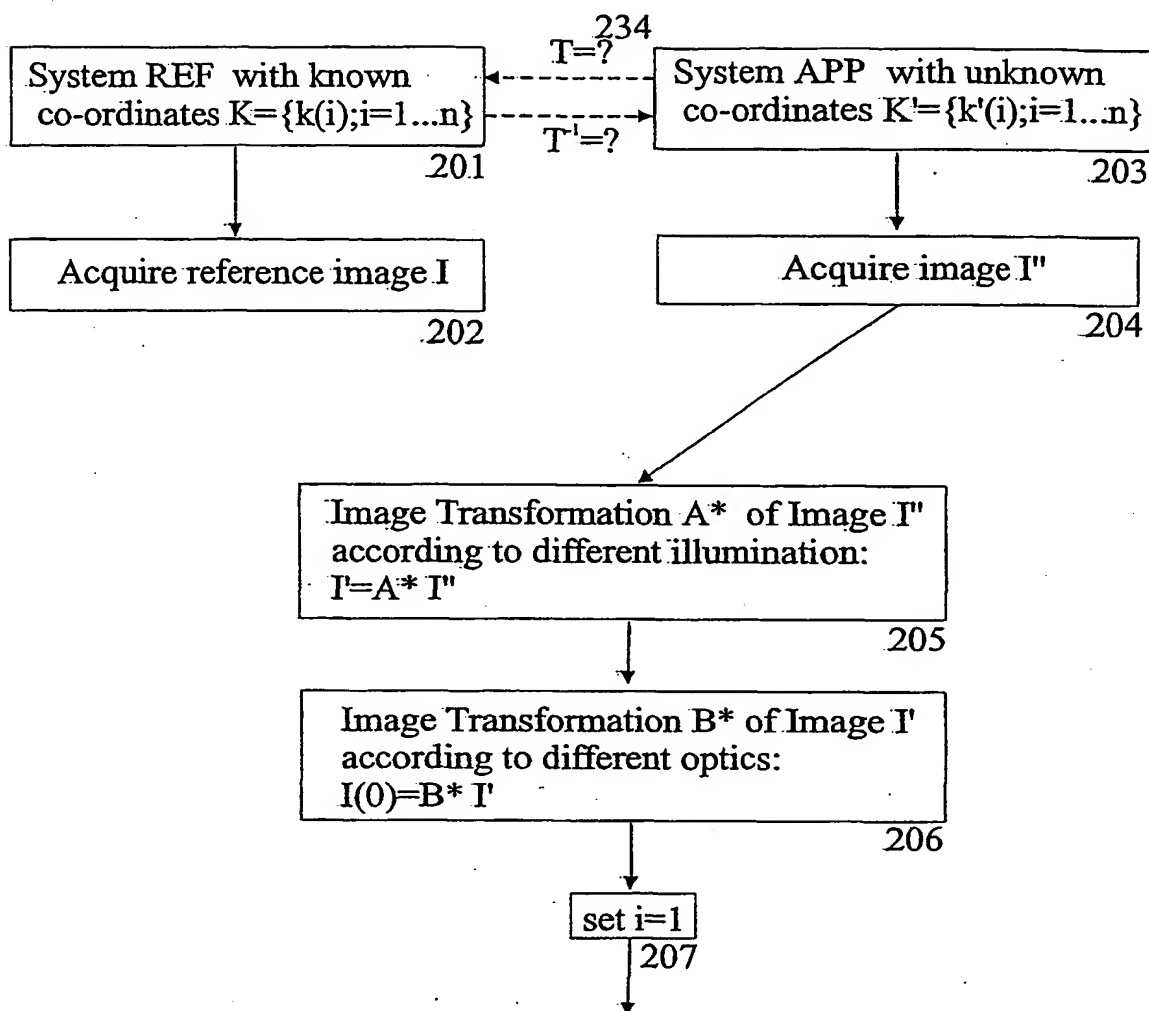 234
T=?
System REF with known
co-ordinates K={k(i);i=1...n}
201
System APP with unknown
co-ordinates K'={k'(i);i=1...n}
203
T⁻¹=?
Acquire reference image I
202
Acquire image I"
204
Image Transformation A* of Image I"
according to different illumination:
I'=A* I"
205
Image Transformation B* of Image I'
according to different optics:
I(0)=B* I'
206
set i=1
207